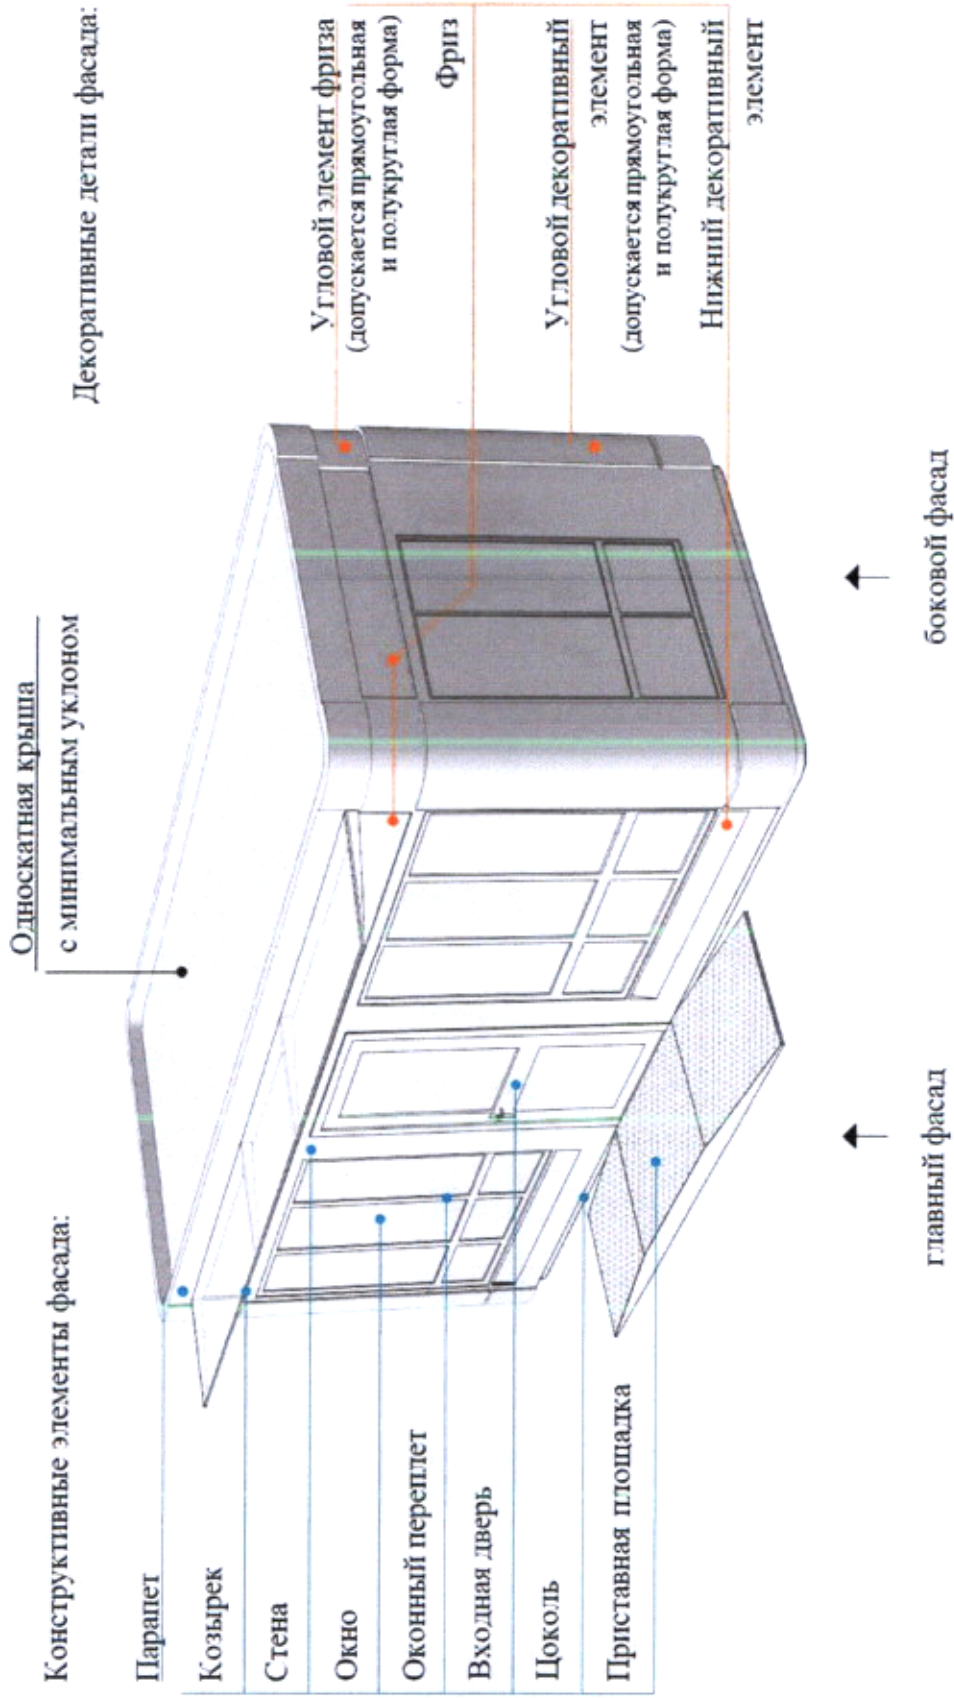 Односкатная крыша
с минимальным уклоном
Конструктивные элементы фасада:
Парапет
Козырек
Стена
Окно
Оконный переплет
Входная дверь
Цоколь
Приставная площадка
Декоративные детали фасада:
Угловой элемент фриза
(допускается прямоугольная
и полукруглая форма)
Фриз
Угловой декоративный
элемент
(допускается прямоугольная
и полукруглая форма)
Нижний декоративный
элемент
главный фасад
боковой фасад